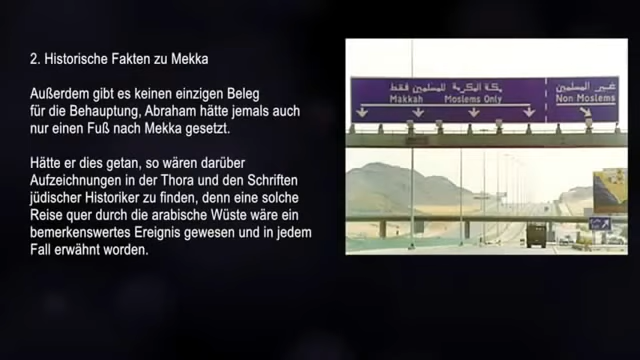 2. Historische Fakten zu Mekka
Außerdem gibt es keinen einzigen Beleg
für die Behauptung, Abraham hätte jemals auch
nur einen Fuß nach Mekka gesetzt.
Hätte er dies getan, so wären darüber
Aufzeichnungen in der Thora und den Schriften
jüdischer Historiker zu finden, denn eine solche
Reise quer durch die arabische Wüste wäre ein
bemerkenswertes Ereignis gewesen und in jedem
Fall erwähnt worden.
مكة المكرمة للمسلمين فقط
Makkah Moslems Only
غير المسلمين
Non Moslems